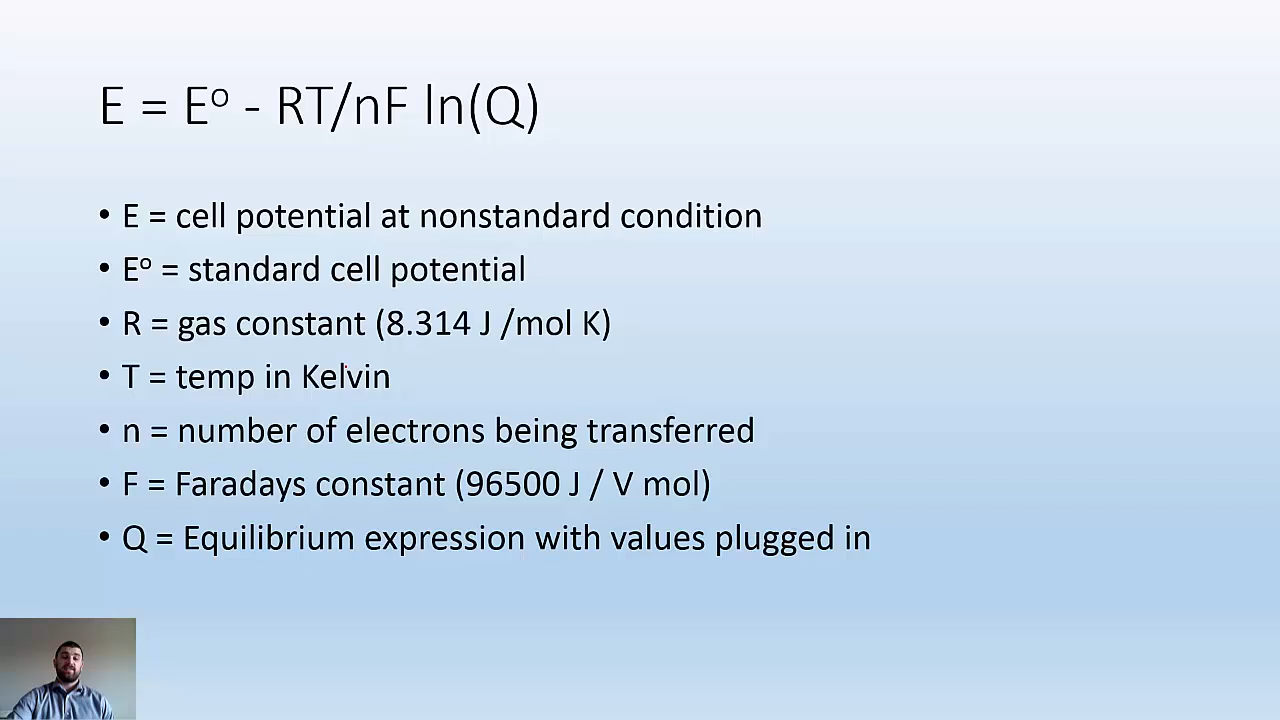 E = Eº - RT/nF ln(Q)
• E = cell potential at nonstandard condition
• Eº = standard cell potential
• R = gas constant (8.314 J /mol K)
• T = temp in Kelvin
• n = number of electrons being transferred
• F = Faradays constant (96500 J / V mol)
• Q = Equilibrium expression with values plugged in